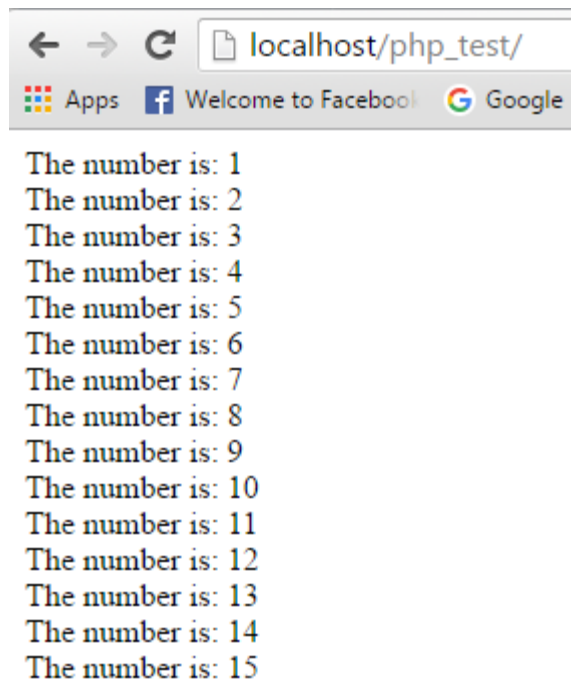 localhost/php_test/
Apps Welcome to Facebook Google
The number is: 1
The number is: 2
The number is: 3
The number is: 4
The number is: 5
The number is: 6
The number is: 7
The number is: 8
The number is: 9
The number is: 10
The number is: 11
The number is: 12
The number is: 13
The number is: 14
The number is: 15